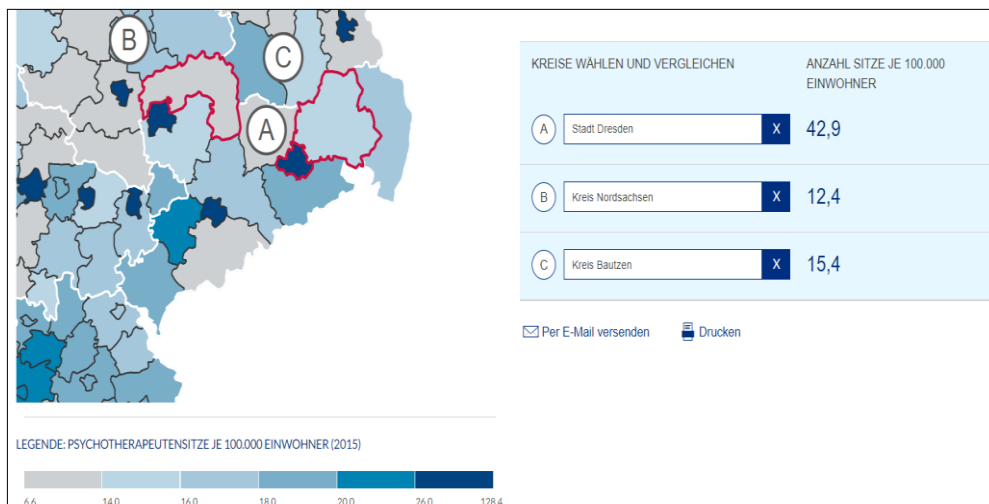 B
C
A
KREISE WÄHLEN UND VERGLEICHEN
ANZAHL SITZE JE 100.000
EINWOHNER
A Stadt Dresden X 42,9
B Kreis Nordsachsen X 12,4
C Kreis Bautzen X 15,4
Per E-Mail versenden Drucken
LEGENDE: PSYCHOTHERAPEUTENSITZE JE 100.000 EINWOHNER (2015)
6,6 14,0 16,0 18,0 20,0 26,0 128,4